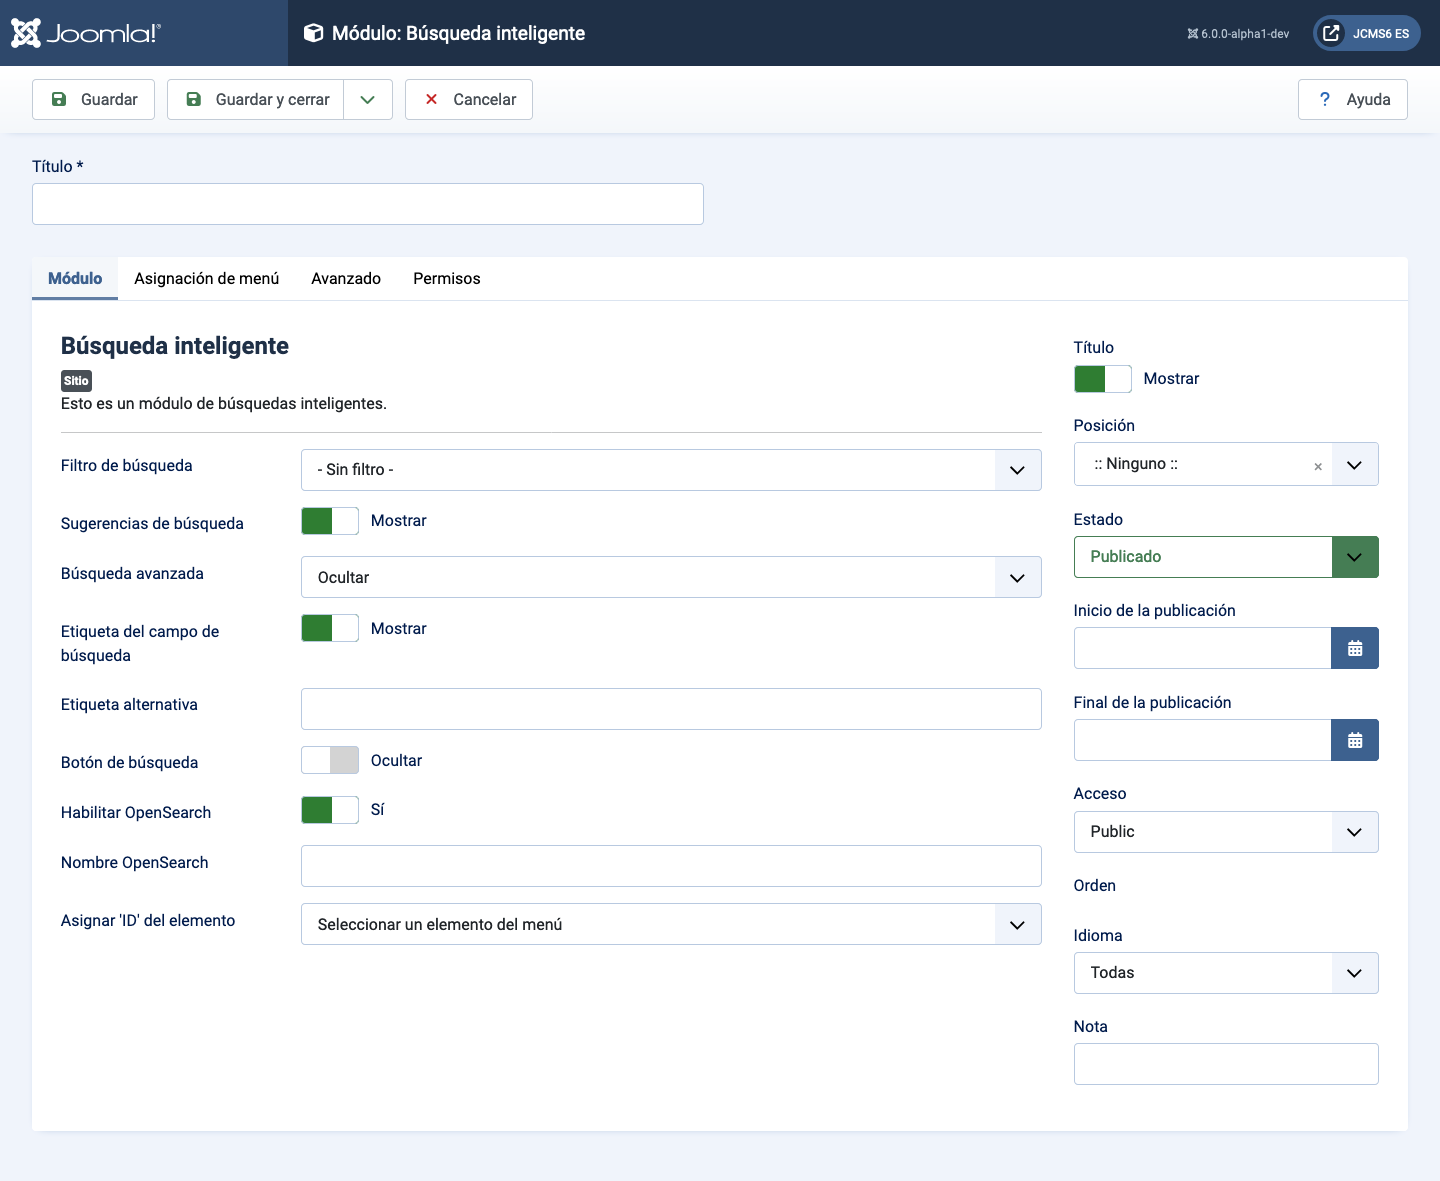 Joomla!®
Módulo: Búsqueda inteligente
6.0.0-alpha1-dev
JCMS6 ES
Guardar
Guardar y cerrar
Cancelar
? Ayuda
Título *
Módulo
Asignación de menú
Avanzado
Permisos
Búsqueda inteligente
Sitio
Esto es un módulo de búsquedas inteligentes.
Filtro de búsqueda
- Sin filtro -
Sugerencias de búsqueda
Mostrar
Búsqueda avanzada
Ocultar
Etiqueta del campo de
búsqueda
Mostrar
Etiqueta alternativa
Botón de búsqueda
Ocultar
Habilitar OpenSearch
Sí
Nombre OpenSearch
Asignar 'ID' del elemento
Seleccionar un elemento del menú
Título
Mostrar
Posición
:: Ninguno ::
×
Estado
Publicado
Inicio de la publicación
Final de la publicación
Acceso
Public
Orden
Idioma
Todas
Nota